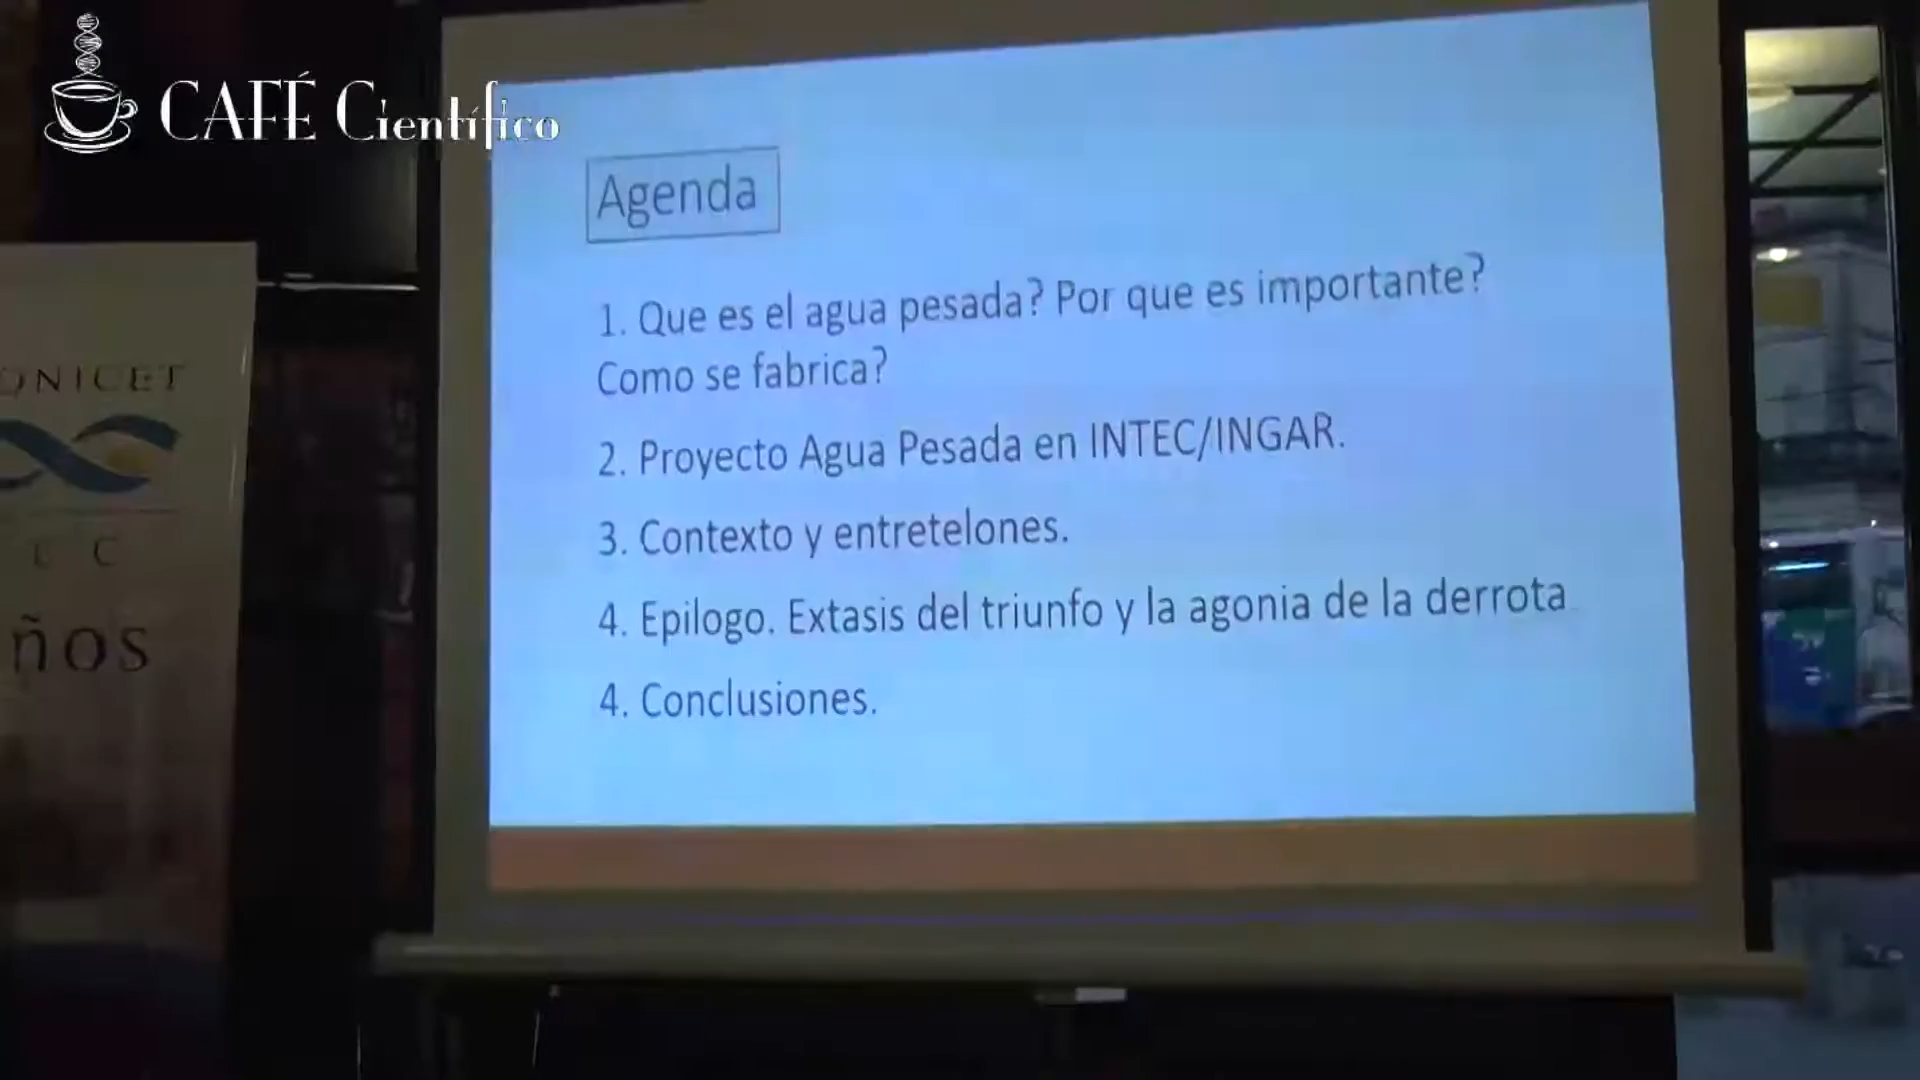 CAFÉ Científico
Agenda
1. Que es el agua pesada? Por que es importante?
Como se fabrica?
2. Proyecto Agua Pesada en INTEC/INGAR.
3. Contexto y entretelones.
4. Epilogo. Extasis del triunfo y la agonia de la derrota
4. Conclusiones.
ONICET
E C
ños